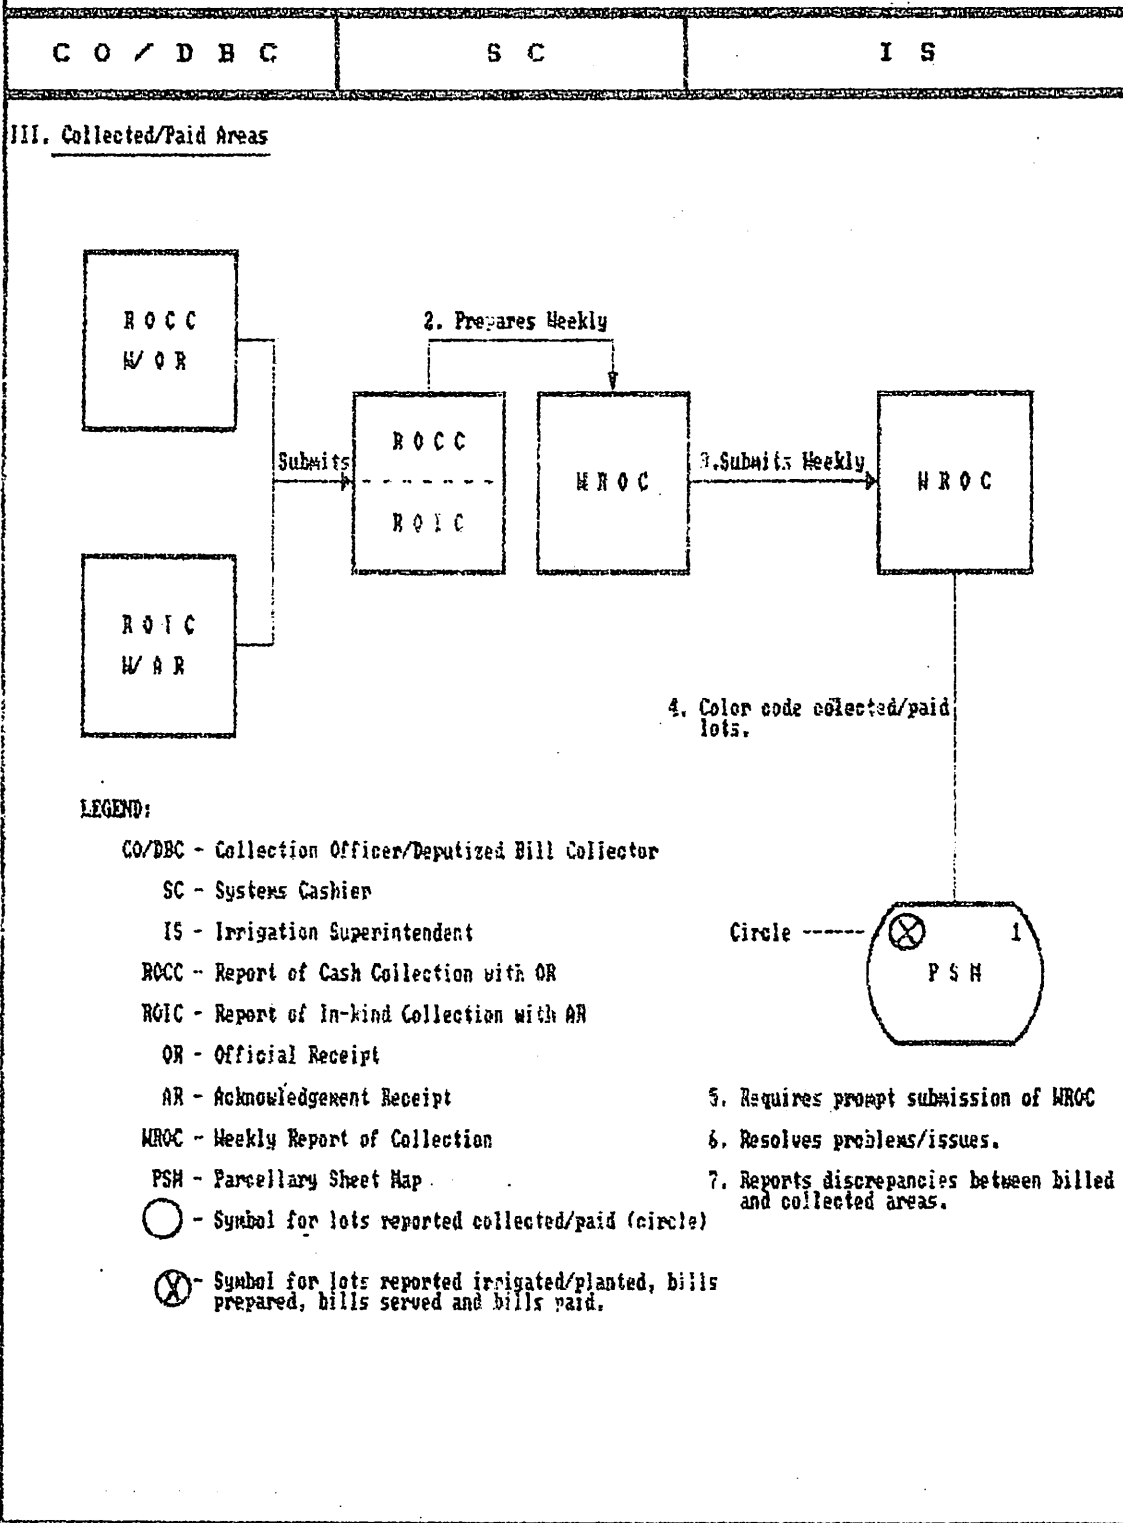 C O / D B C
S C
I S
III. Collected/Paid Areas
R O C C
W/ O R
2. Prepares Weekly
Submits
R O C C
R O I C
W R O C
3.Submits Weekly
W R O C
R O I C
W/ A R
4. Color code colected/paid
lots.
LEGEND:
CO/DBC - Collection Officer/Deputized Bill Collector
SC - Systems Cashier
IS - Irrigation Superintendent
ROCC - Report of Cash Collection with OR
ROIC - Report of In-kind Collection with AR
OR - Official Receipt
AR - Acknowledgement Receipt
WROC - Weekly Report of Collection
PSM - Parcellary Sheet Map
- Symbol for lots reported collected/paid (circle)
- Symbol for lots reported irrigated/planted, bills
prepared, bills served and bills paid.
Circle ------
1
P S M
5. Requires prompt submission of WROC
6. Resolves problems/issues.
7. Reports discrepancies between billed
and collected areas.